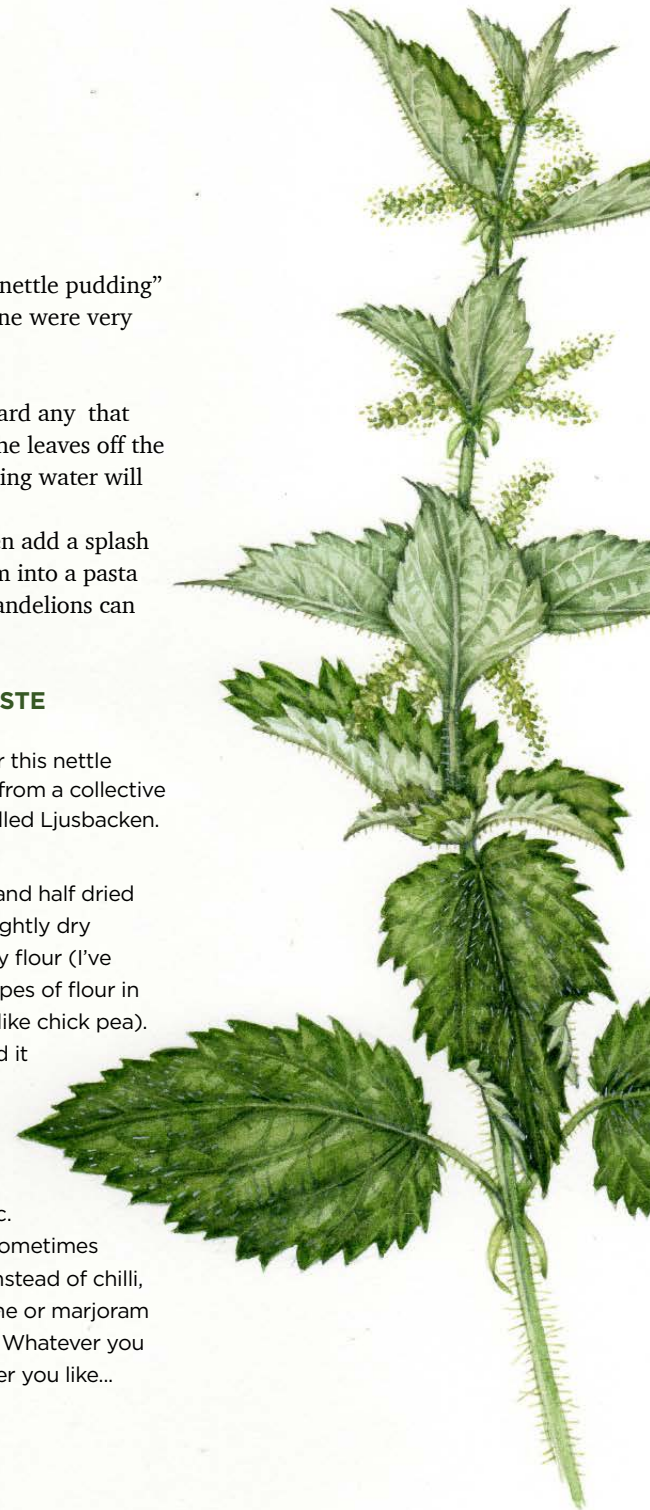 nettle pudding”
ne were very
ard any that
he leaves off the
ing water will
en add a splash
m into a pasta
andelions can
STE
r this nettle
from a collective
lled Ljusbacken.
and half dried
ghtly dry
y flour (I’ve
pes of flour in
like chick pea).
d it
c.
ometimes
nstead of chilli,
ne or marjoram
Whatever you
er you like...